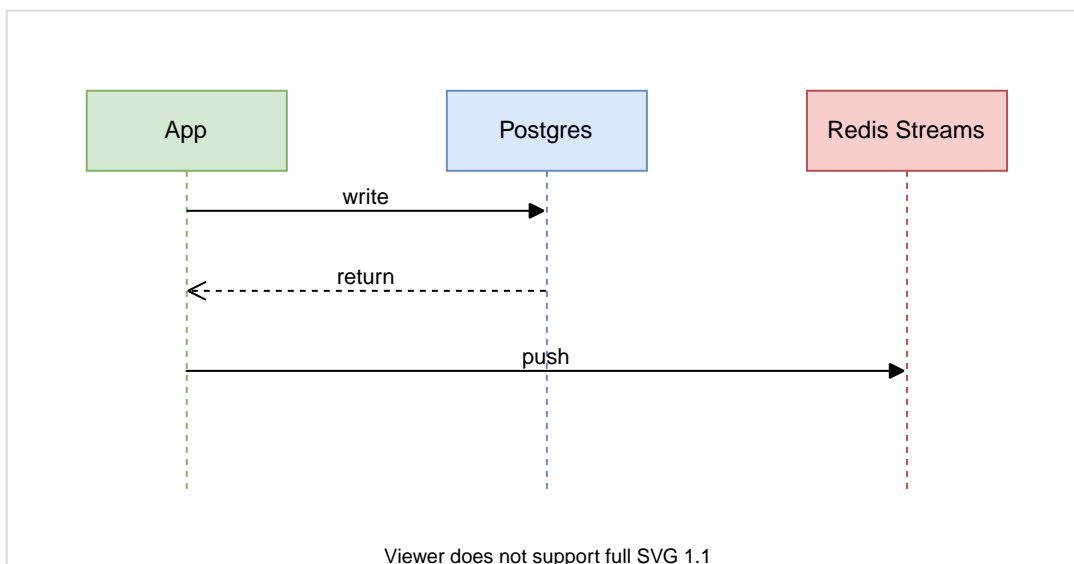 App
Postgres
Redis Streams
write
return
push
Viewer does not support full SVG 1.1